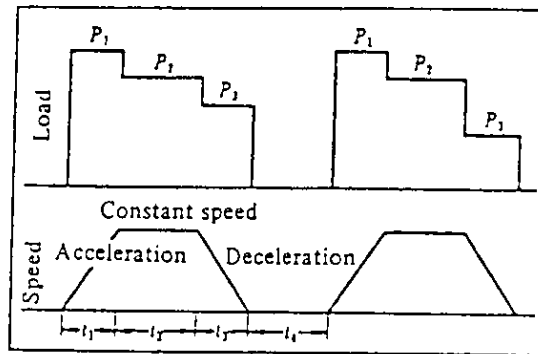 P₁
P₂
P₃
P₁
P₂
P₃
Load
Constant speed
Acceleration
Deceleration
Speed
t₁
t₂
t₃
t₄